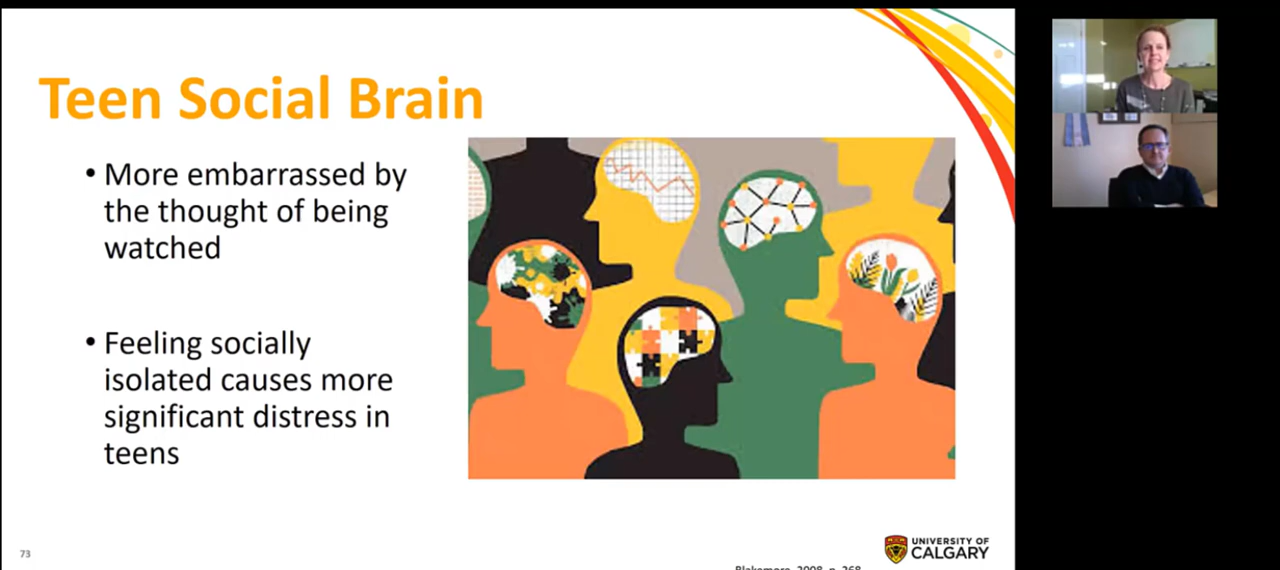 Teen Social Brain
• More embarrassed by
the thought of being
watched
• Feeling socially
isolated causes more
significant distress in
teens
73
UNIVERSITY OF
CALGARY
Blakemore, 2008, p. 268